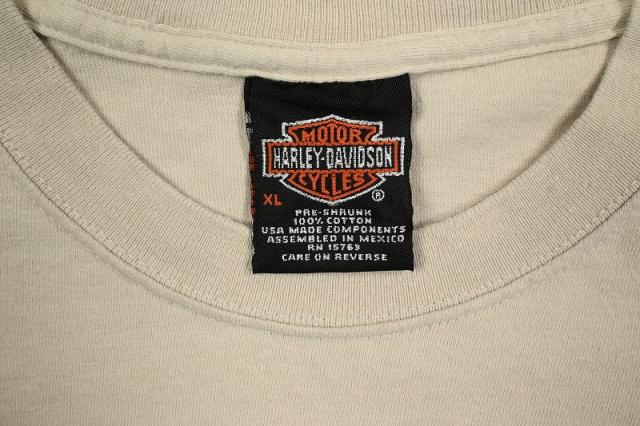 MOTOR
HARLEY-DAVIDSON
CYCLES
XL
®
PRE-SHRUNK
100% COTTON
USA MADE COMPONENTS
ASSEMBLED IN MEXICO
RN 15763
CARE ON REVERSE